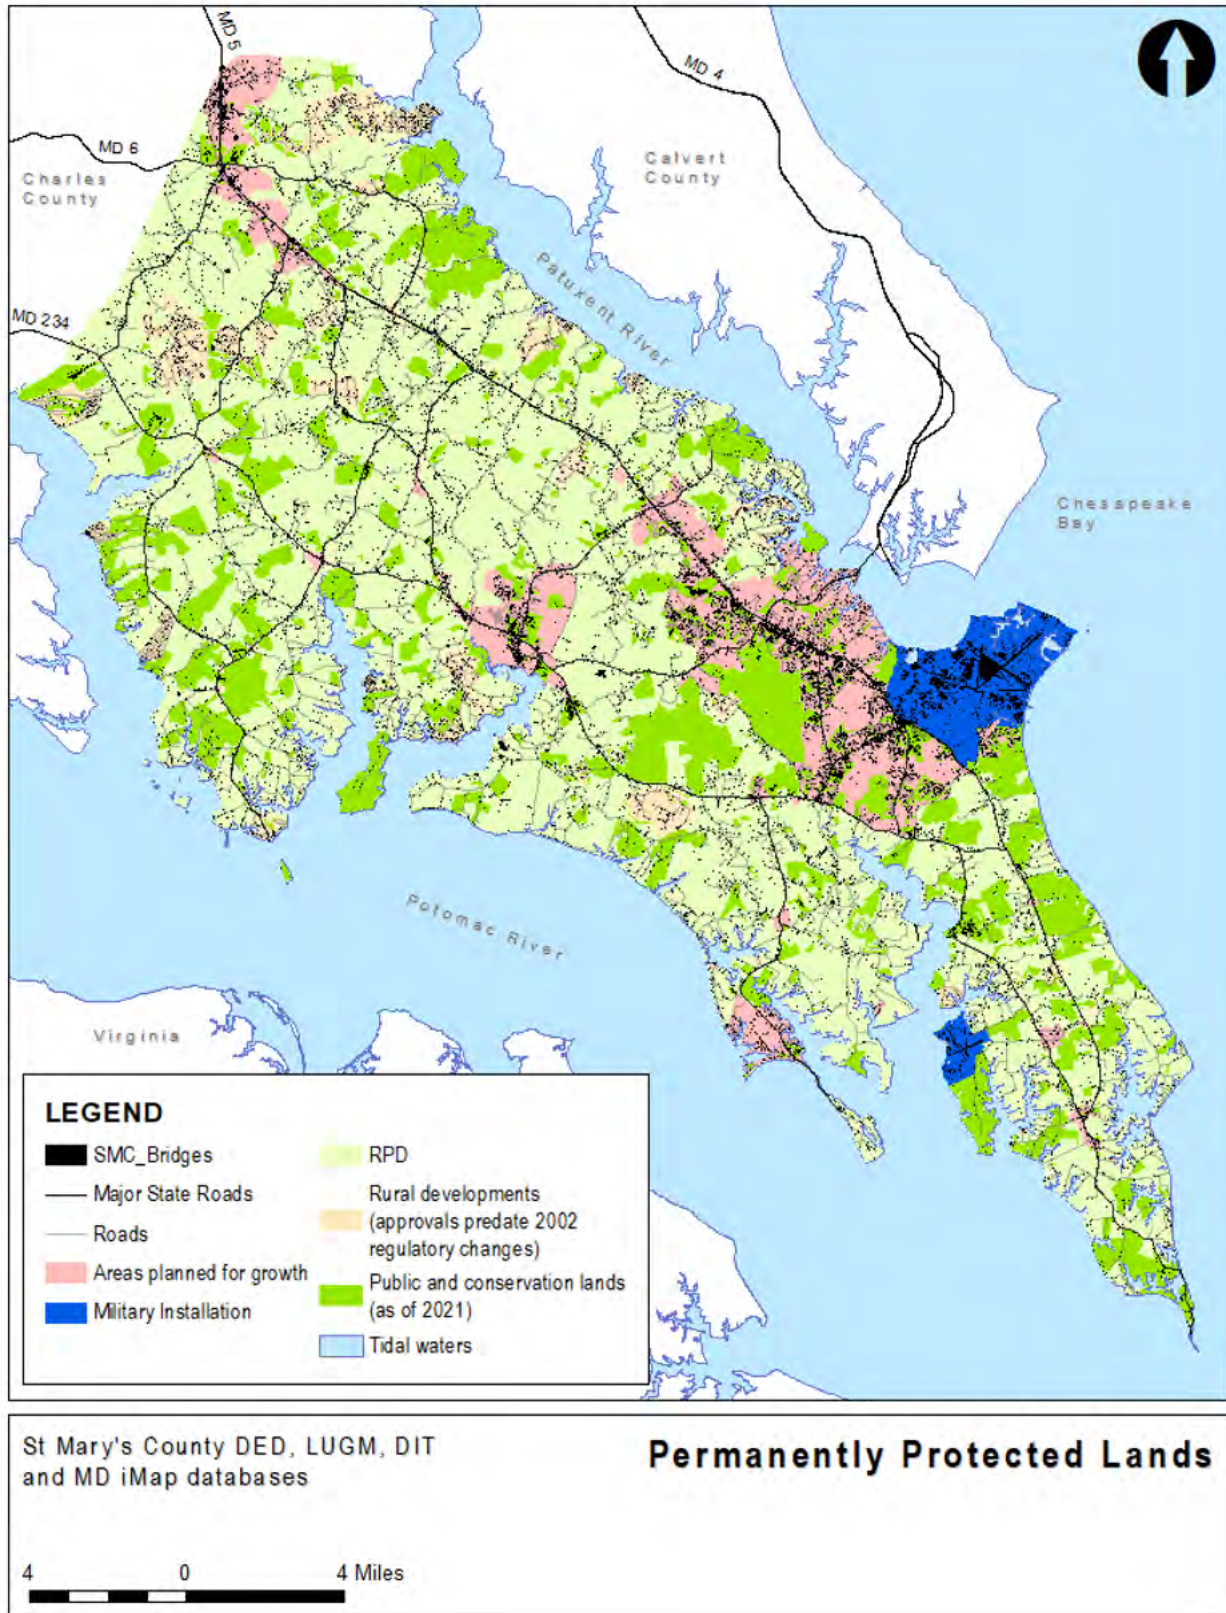 MD 5
MD 4
MD 6
Charles
County
Calvert
County
Patuxent River
MD 234
Chesapeake
Bay
Potomac River
Virginia
LEGEND
SMC_Bridges
Major State Roads
Roads
Areas planned for growth
Military Installation
RPD
Rural developments
(approvals predate 2002
regulatory changes)
Public and conservation lands
(as of 2021)
Tidal waters
St Mary's County DED, LUGM, DIT
and MD iMap databases
Permanently Protected Lands
4 0 4 Miles